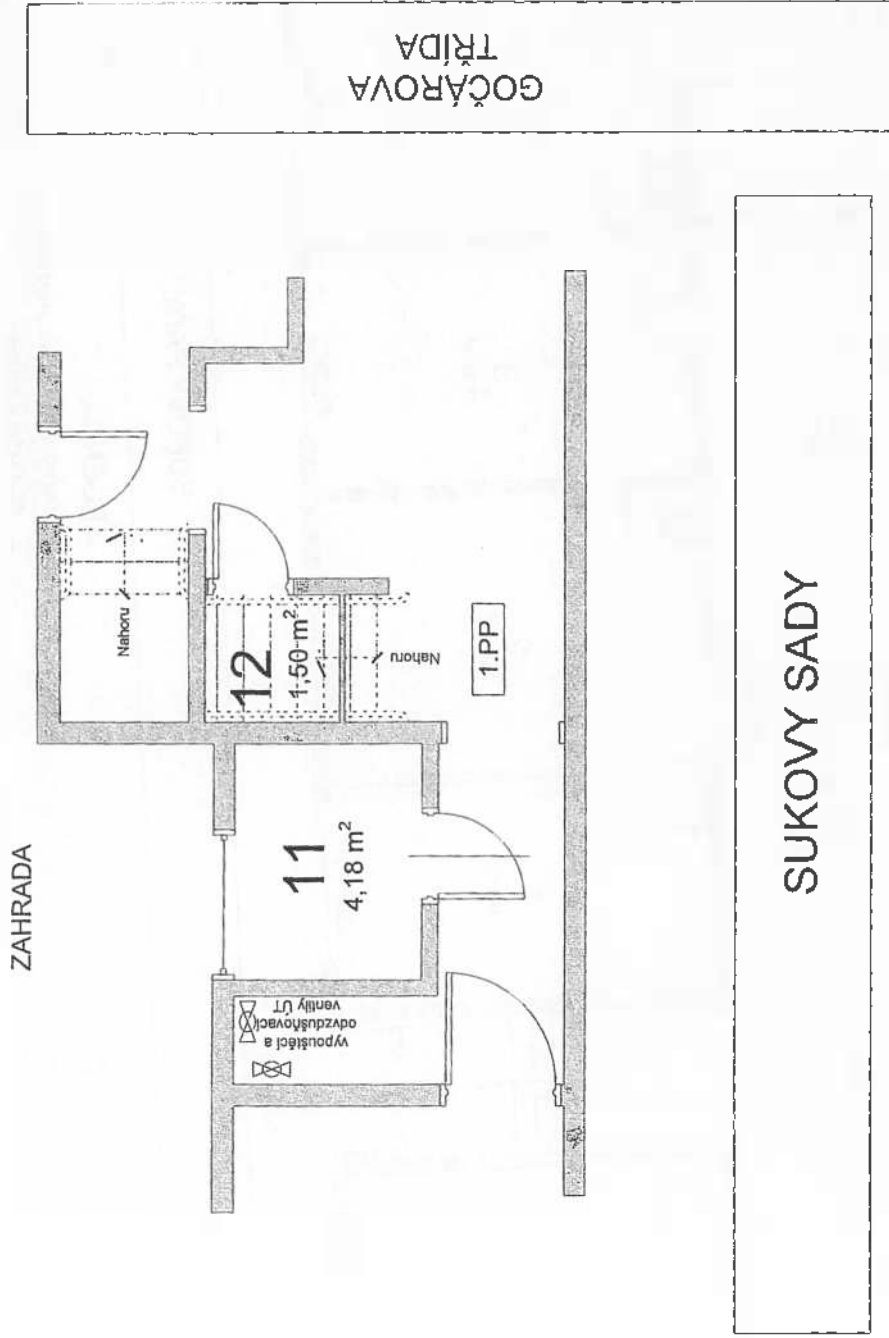 GOČÁROVA
TŘÍDA
ZAHRADA
Nahoru
12
1,50 m²
Nahoru
1.PP
11
4,18 m²
vypouštěcí a
odvzdušňovací
ventily ÚT
SUKOVY SADY